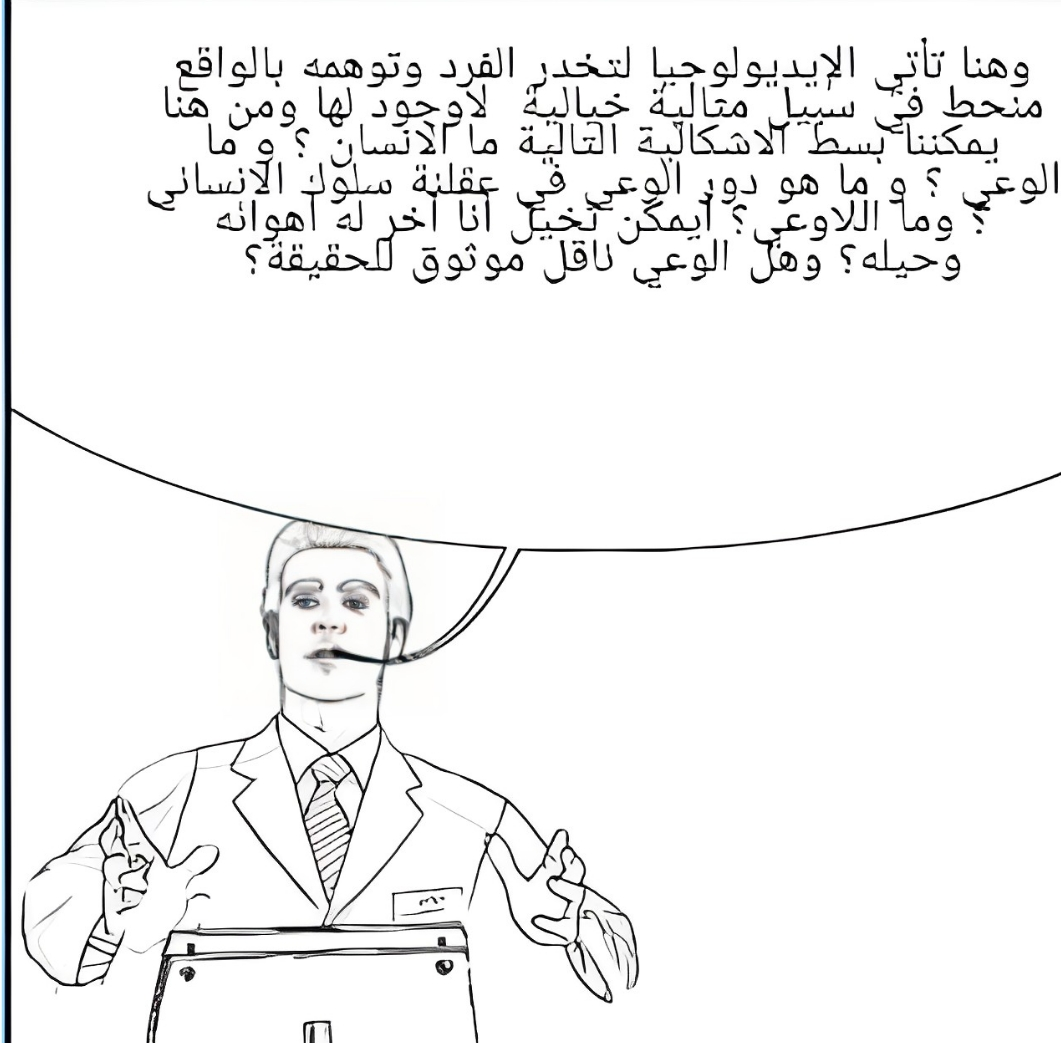 وهنا تأتي الإيديولوجيا لتخدر الفرد وتوهمه بالواقع
منحط في سبيل متالية خيالية لاوجود لها ومن هنا
يمكننا بسط الاشكالية التالية ما الانسان ؟ و ما
الوعي ؟ و ما هو دور الوعي في عقلنة سلوك الانساني
؟ وما اللاوعي؟ أيمكن تخيل أنا أخر له أهوائه
وحيله؟ وهل الوعي ناقل موثوق للحقيقة؟